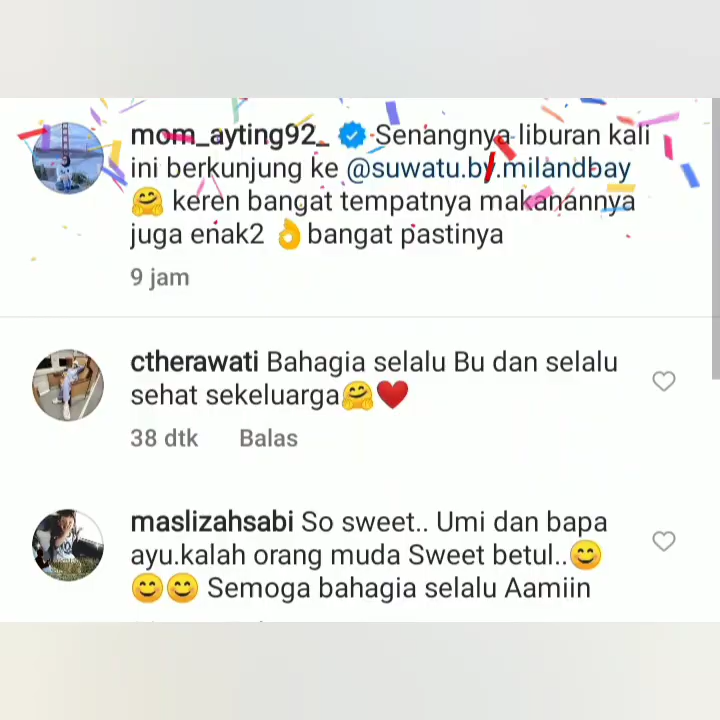 mom_ayting92_ Senangnya liburan kali
ini berkunjung ke @suwatu.by.milandbay
🤗 keren bangat tempatnya makanannya
juga enak2 👌bangat pastinya
9 jam
ctherawati Bahagia selalu Bu dan selalu
sehat sekeluarga🤗❤️
38 dtk Balas
maslizahsabi So sweet.. Umi dan bapa
ayu.kalah orang muda Sweet betul..😊
😊😊 Semoga bahagia selalu Aamiin